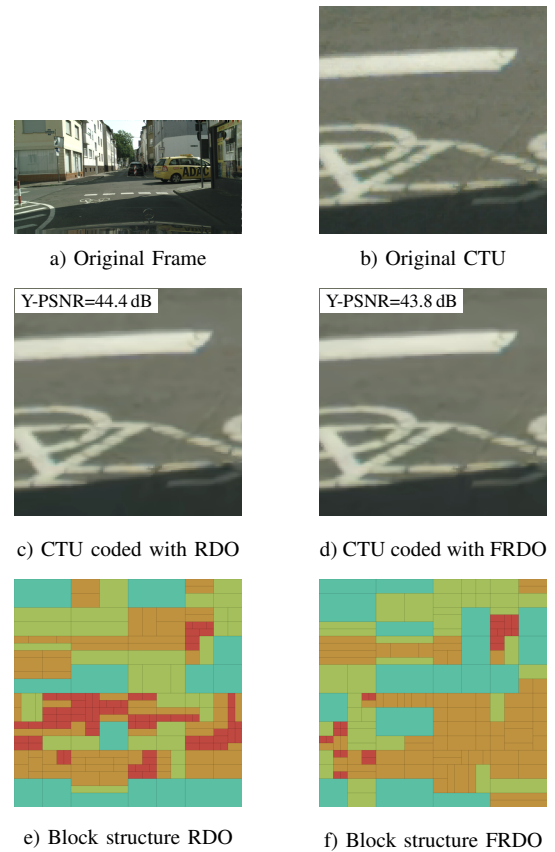 ADAC
a) Original Frame
b) Original CTU
Y-PSNR=44.4 dB
Y-PSNR=43.8 dB
c) CTU coded with RDO
d) CTU coded with FRDO
e) Block structure RDO
f) Block structure FRDO